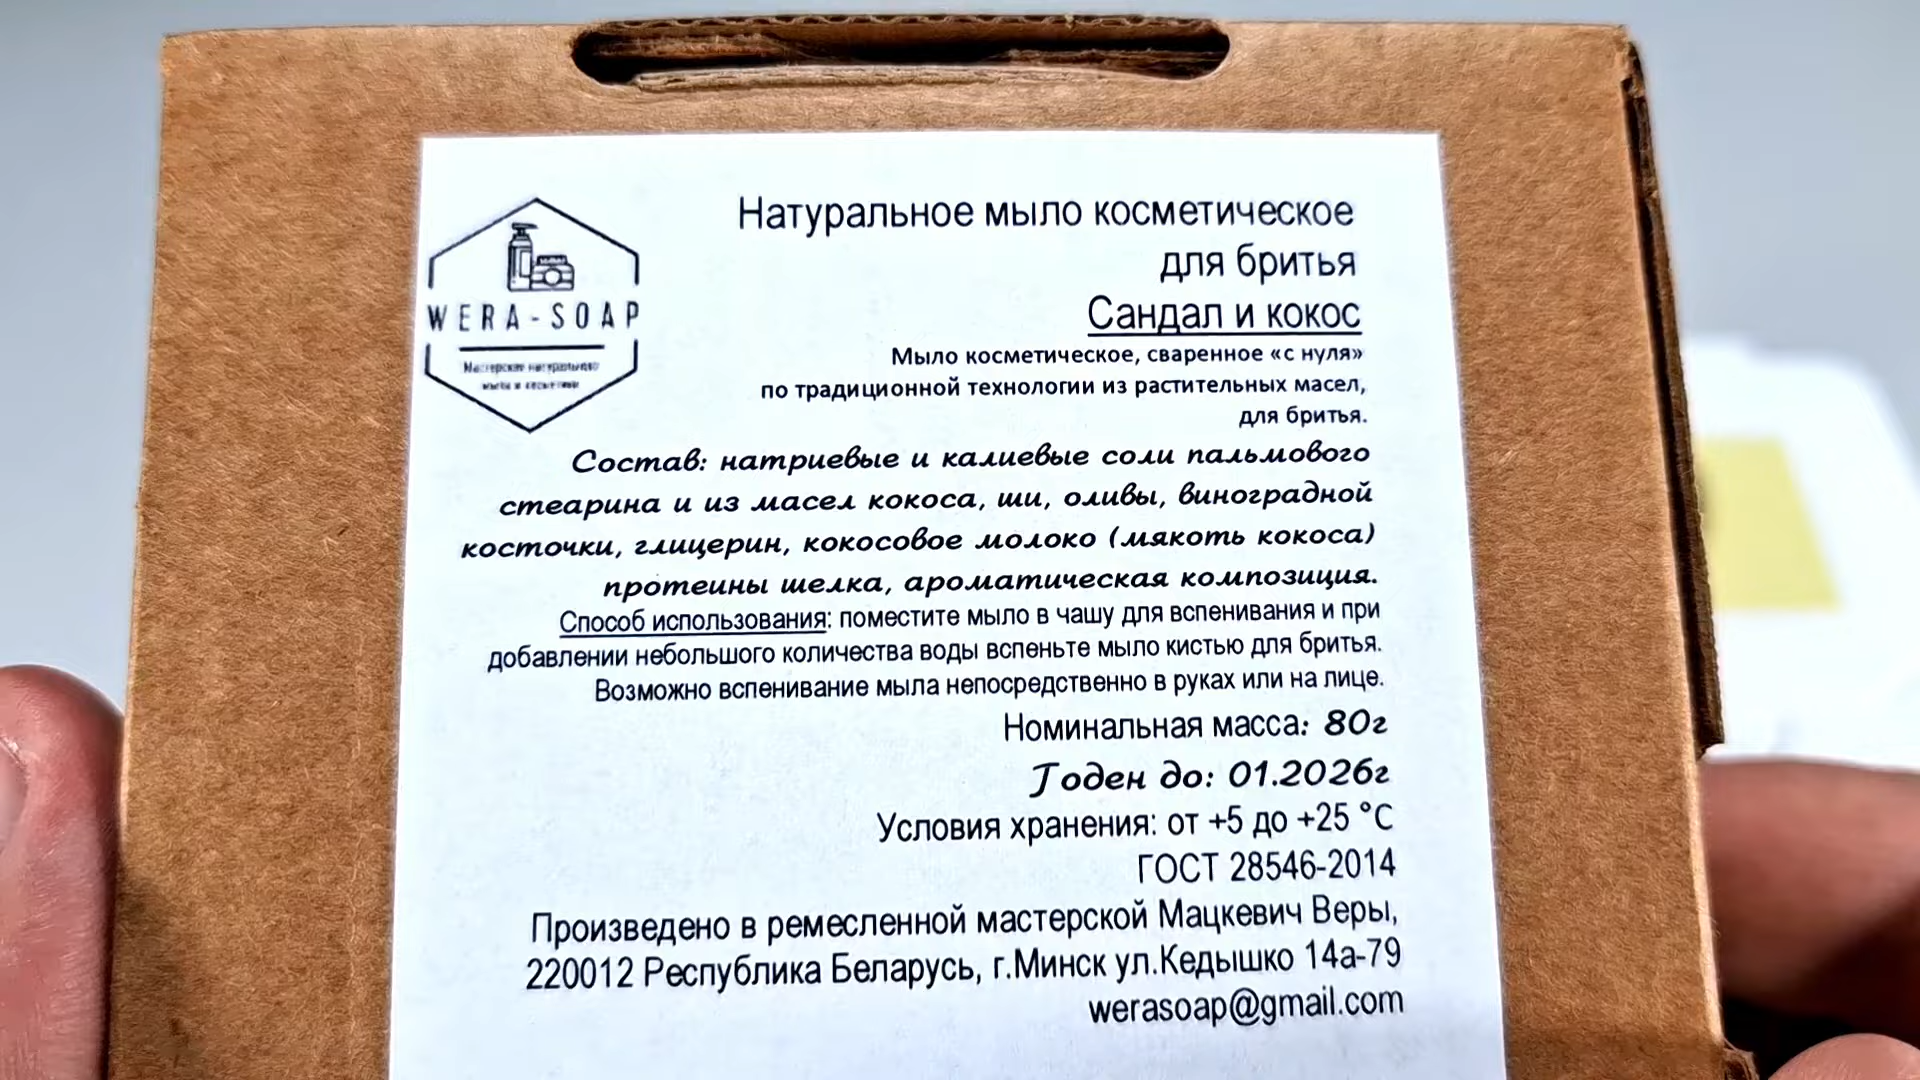 WERA-SOAP
Мастерская натурального
мыла и косметики
Натуральное мыло косметическое
для бритья
Сандал и кокос
Мыло косметическое, сваренное «с нуля»
по традиционной технологии из растительных масел,
для бритья.
Состав: натриевые и калиевые соли пальмового
стеарина и из масел кокоса, ши, оливы, виноградной
косточки, глицерин, кокосовое молоко (мякоть кокоса)
протеины шелка, ароматическая композиция.
Способ использования: поместите мыло в чашу для вспенивания и при
добавлении небольшого количества воды вспеньте мыло кистью для бритья.
Возможно вспенивание мыла непосредственно в руках или на лице.
Номинальная масса: 80г
Годен до: 01.2026г
Условия хранения: от +5 до +25 °С
ГОСТ 28546-2014
Произведено в ремесленной мастерской Мацкевич Веры,
220012 Республика Беларусь, г.Минск ул.Кедышко 14а-79
werasoap@gmail.com